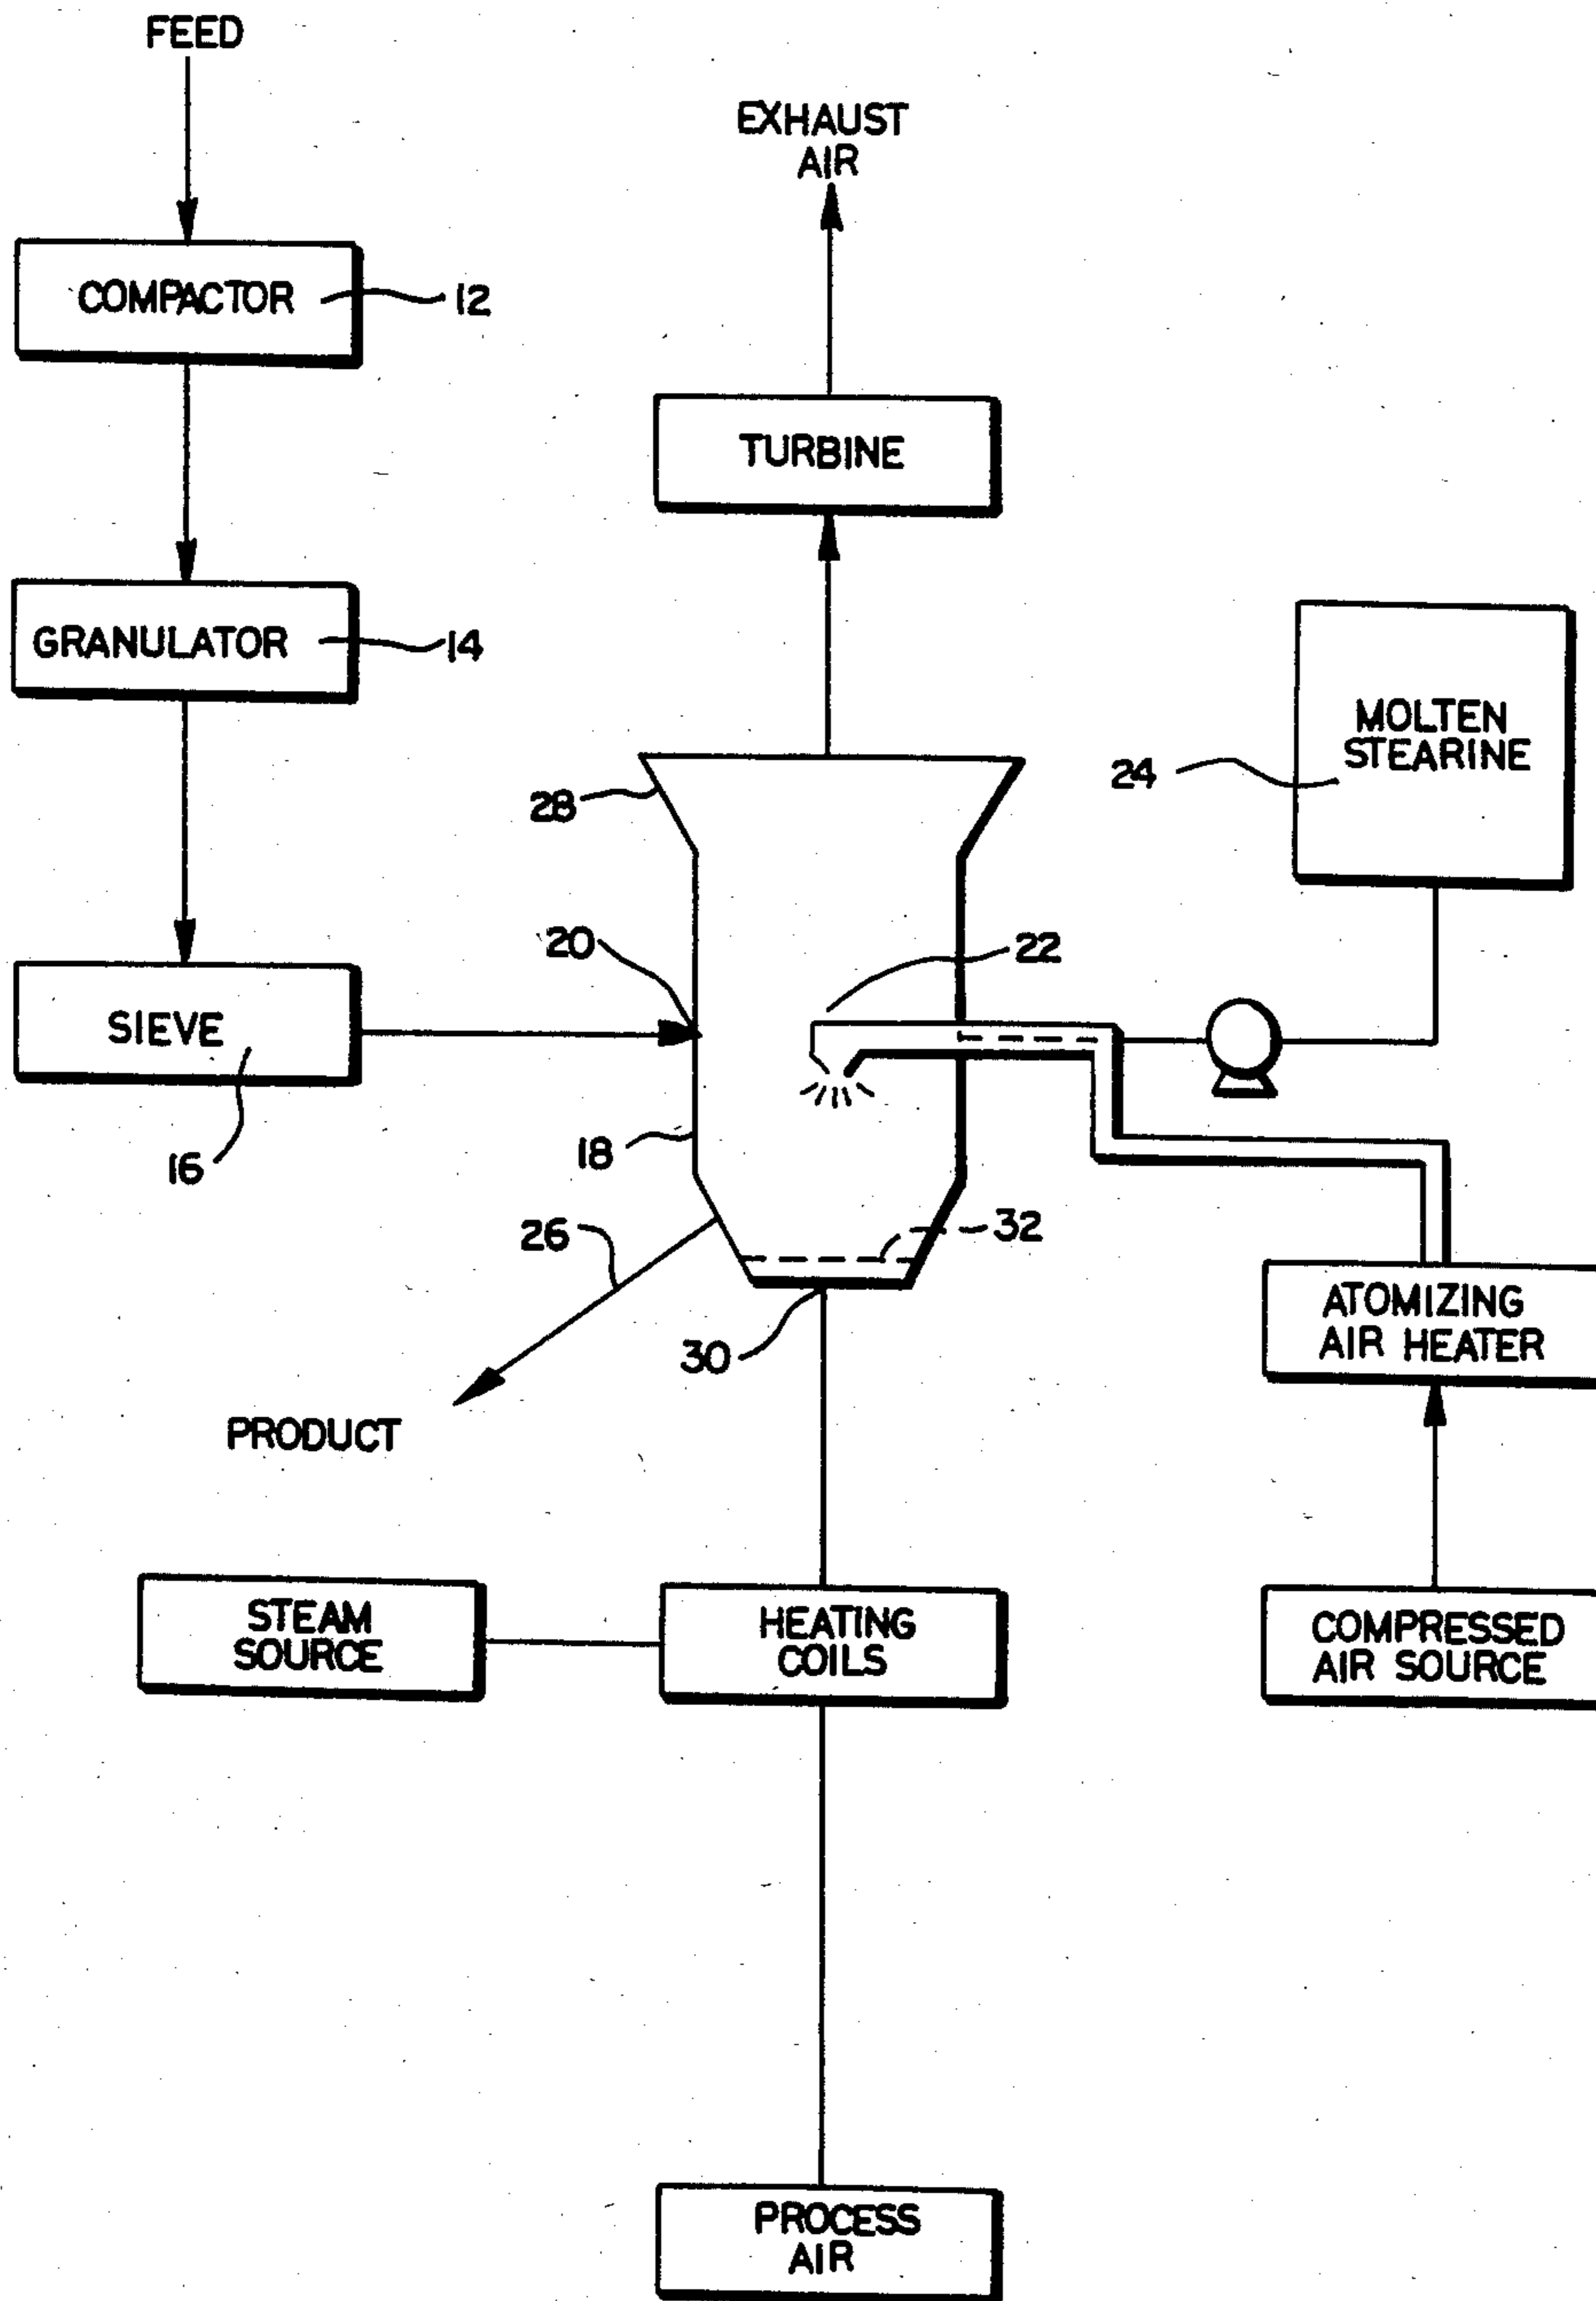 FEED
EXHAUST
AIR
COMPACTOR
12
TURBINE
GRANULATOR
14
MOLTEN
STEARINE
24
28
20
22
SIEVE
16
18
26
32
30
ATOMIZING
AIR HEATER
PRODUCT
STEAM
SOURCE
HEATING
COILS
COMPRESSED
AIR SOURCE
PROCESS
AIR